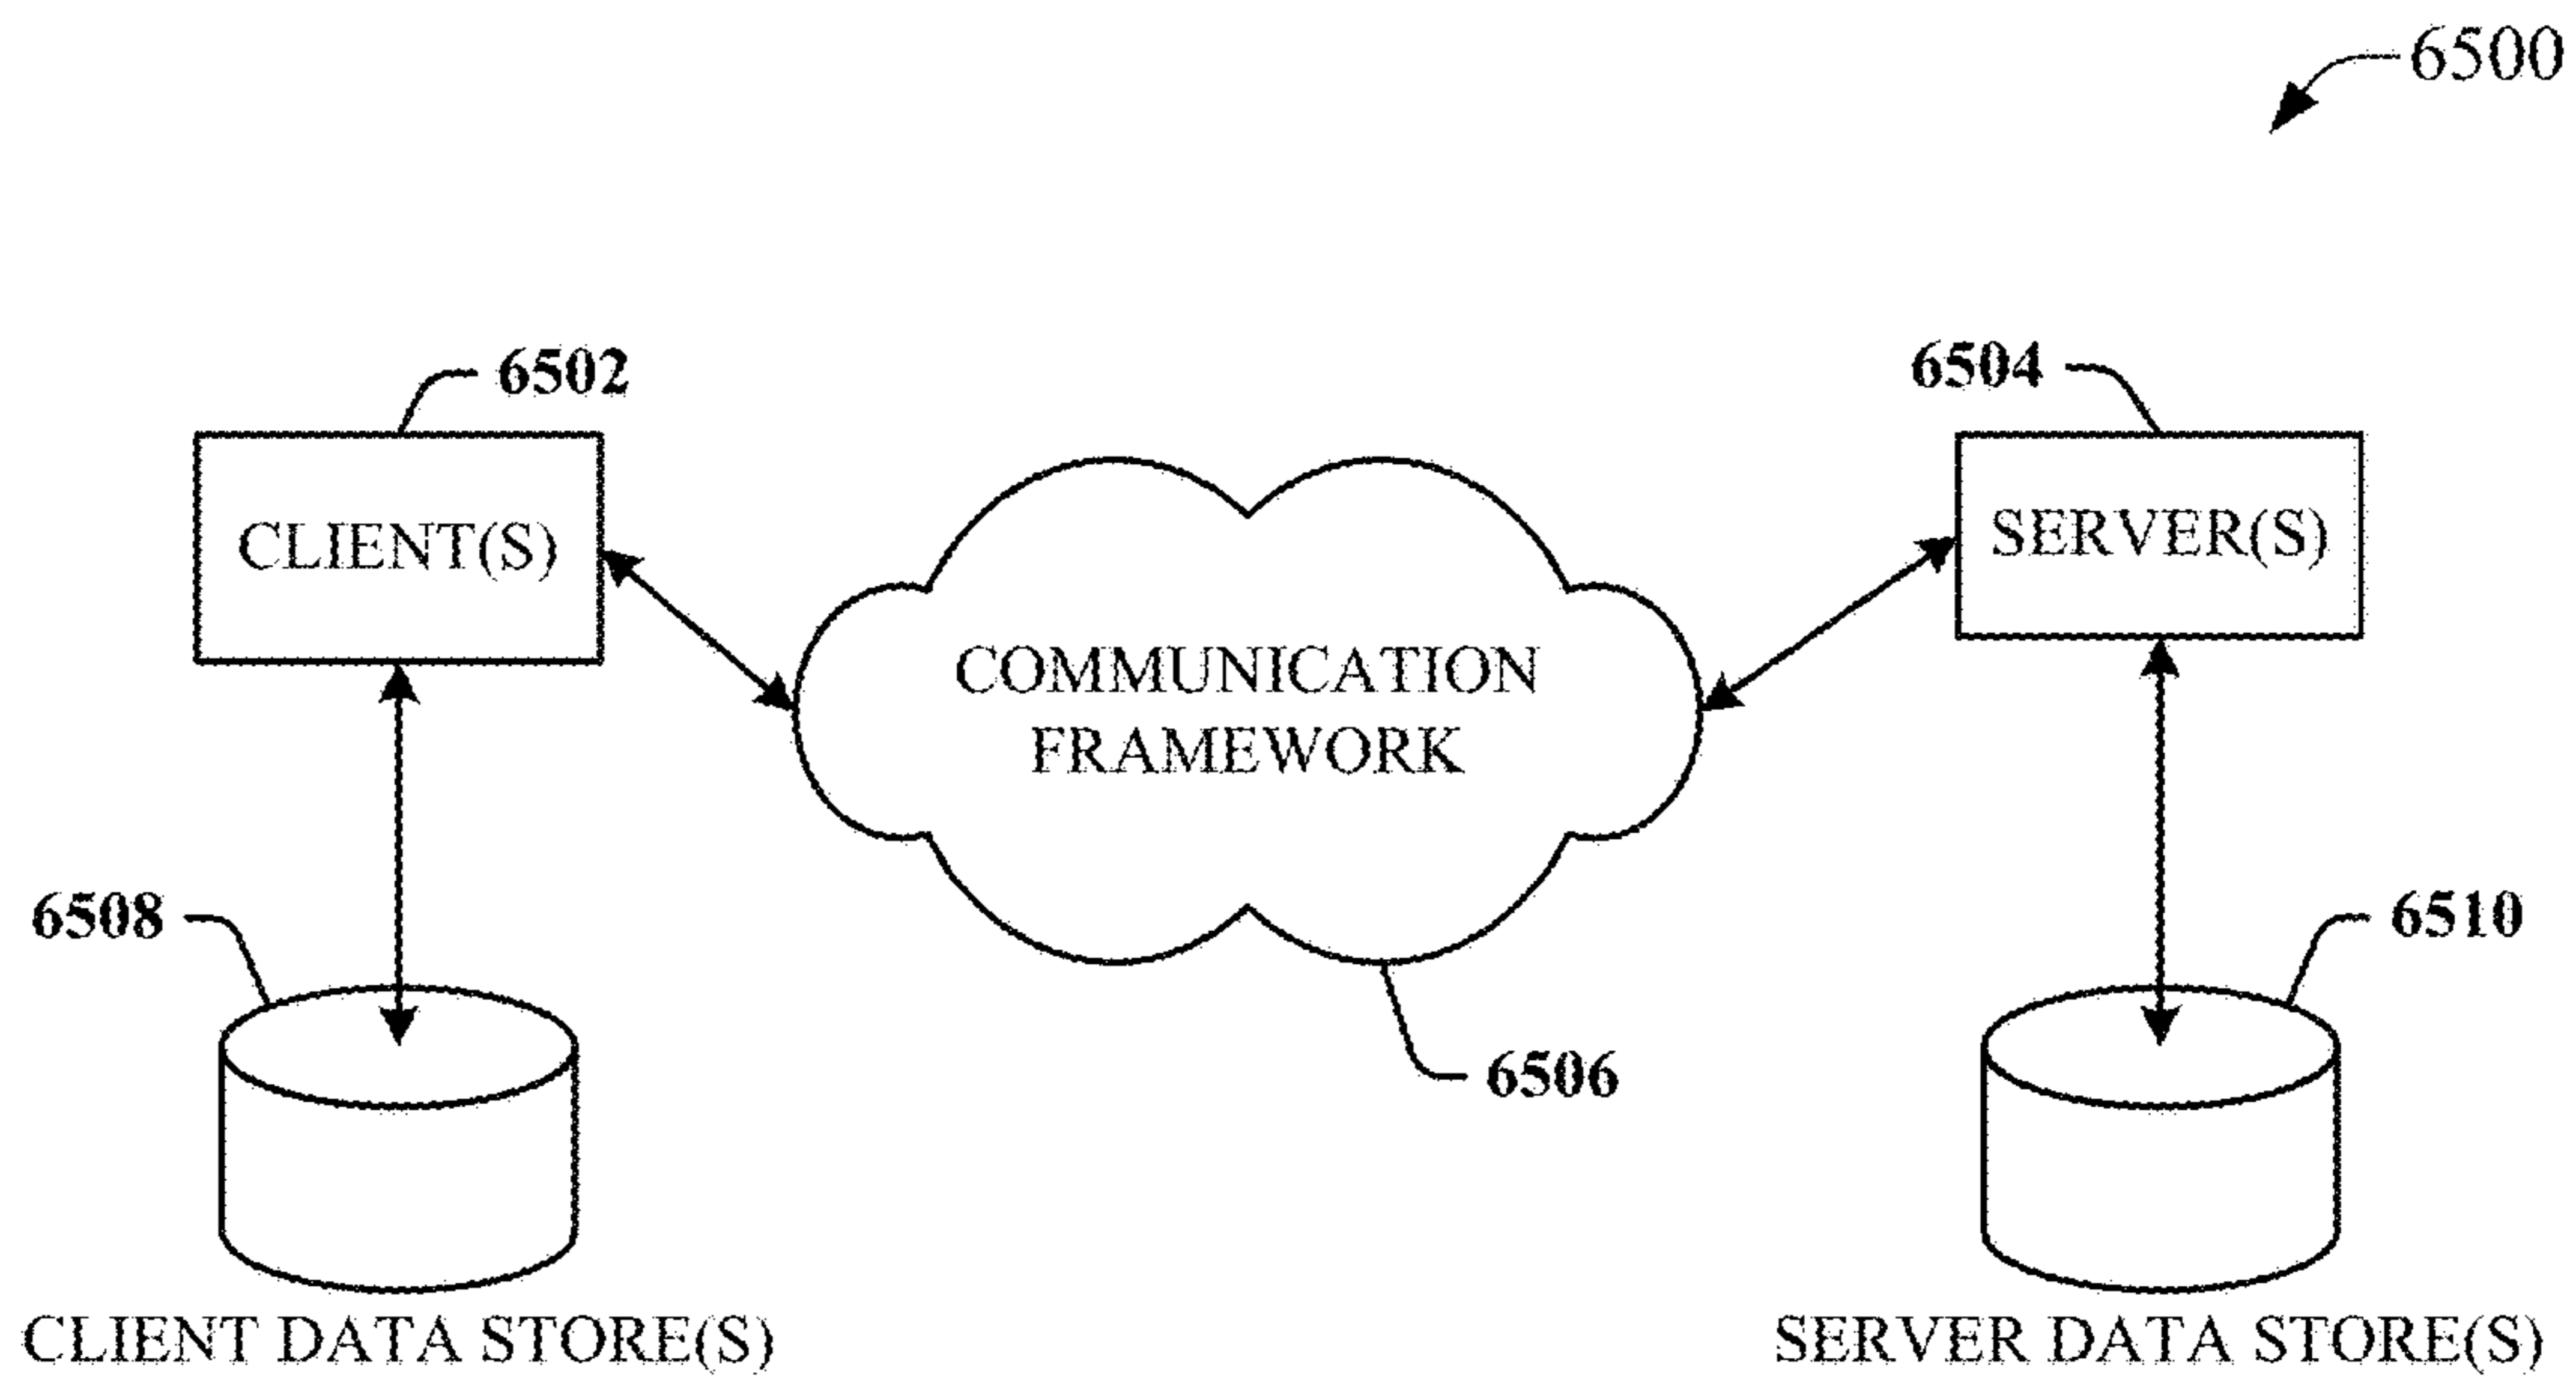 6500
6502
6504
CLIENT(S)
SERVER(S)
COMMUNICATION
FRAMEWORK
6508
6510
6506
CLIENT DATA STORE(S)
SERVER DATA STORE(S)